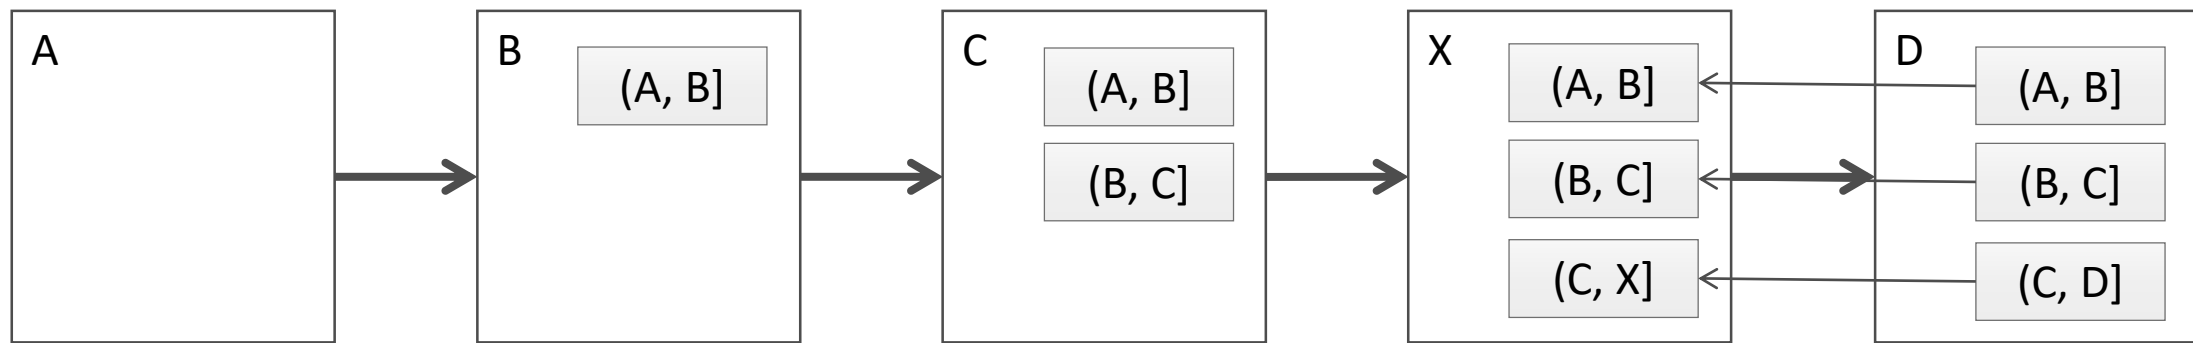 A
B
(A, B]
C
(A, B]
(B, C]
X
(A, B]
(B, C]
(C, X]
D
(A, B]
(B, C]
(C, D]